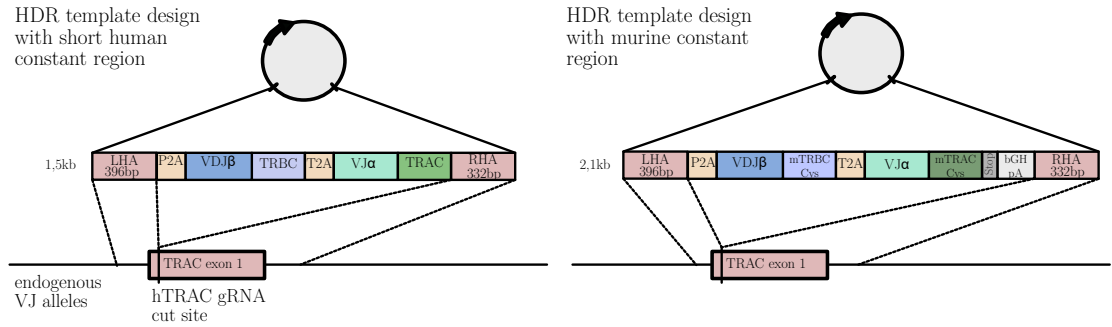 HDR template design
with short human
constant region
1,5kb
LHA
396bp
P2A
VDJβ
TRBC
T2A
VJα
TRAC
RHA
332bp
TRAC exon 1
endogenous
VJ alleles
hTRAC gRNA
cut site
HDR template design
with murine constant
region
2,1kb
LHA
396bp
P2A
VDJβ
mTRBC
Cys
T2A
VJα
mTRAC
Cys
Stop
bGH
pA
RHA
332bp
TRAC exon 1